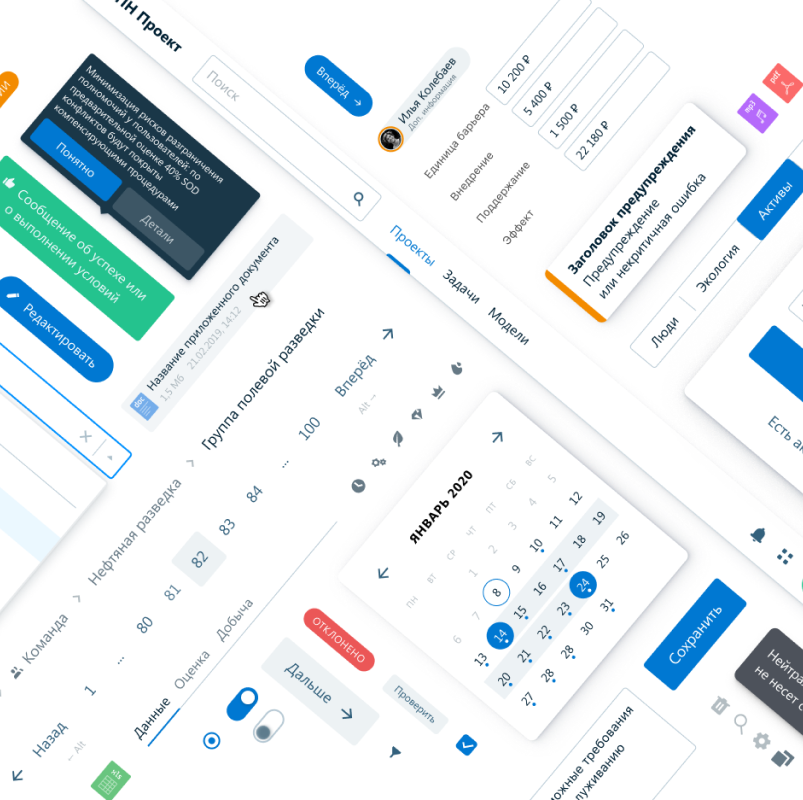 ПН Проект
Поиск
Вперёд
Илья Колебаев
Доп. информация
Единица барьера
10 200 ₽
Внедрение
5 400 ₽
Поддержание
1 500 ₽
Эффект
22 180 ₽
pdf
mp3
Минимизация рисков разграничения
полномочий у пользователей: по
предварительной оценке 40% SOD
конфликтов будут покрыты
компенсирующими процедурами
Понятно
Детали
Сообщение об успехе или
о выполнении условий
Редактировать
doc
Название приложенного документа
1,5 Мб
21.02.2019, 14:12
Заголовок предупреждения
Предупреждение
или некритичная ошибка
Люди
Экология
Активы
Проекты
Задачи
Модели
Есть
Команда
Нефтяная разведка
Группа полевой разведки
Назад
← Alt
1
...
80
81
82
83
84
...
100
Вперёд
Alt →
Данные
Оценка
Добыча
ЯНВАРЬ 2020
ПН ВТ СР ЧТ ПТ СБ ВС
1 2 3 4 5
6 7 8 9 10 11 12
13 14 15 16 17 18 19
20 21 22 23 24 25 26
27 28 28 30 31
ОТКЛОНЕНО
Дальше
Проверить
xls
Сохранить
Нейтра
не несет
ожные требования
луживанию